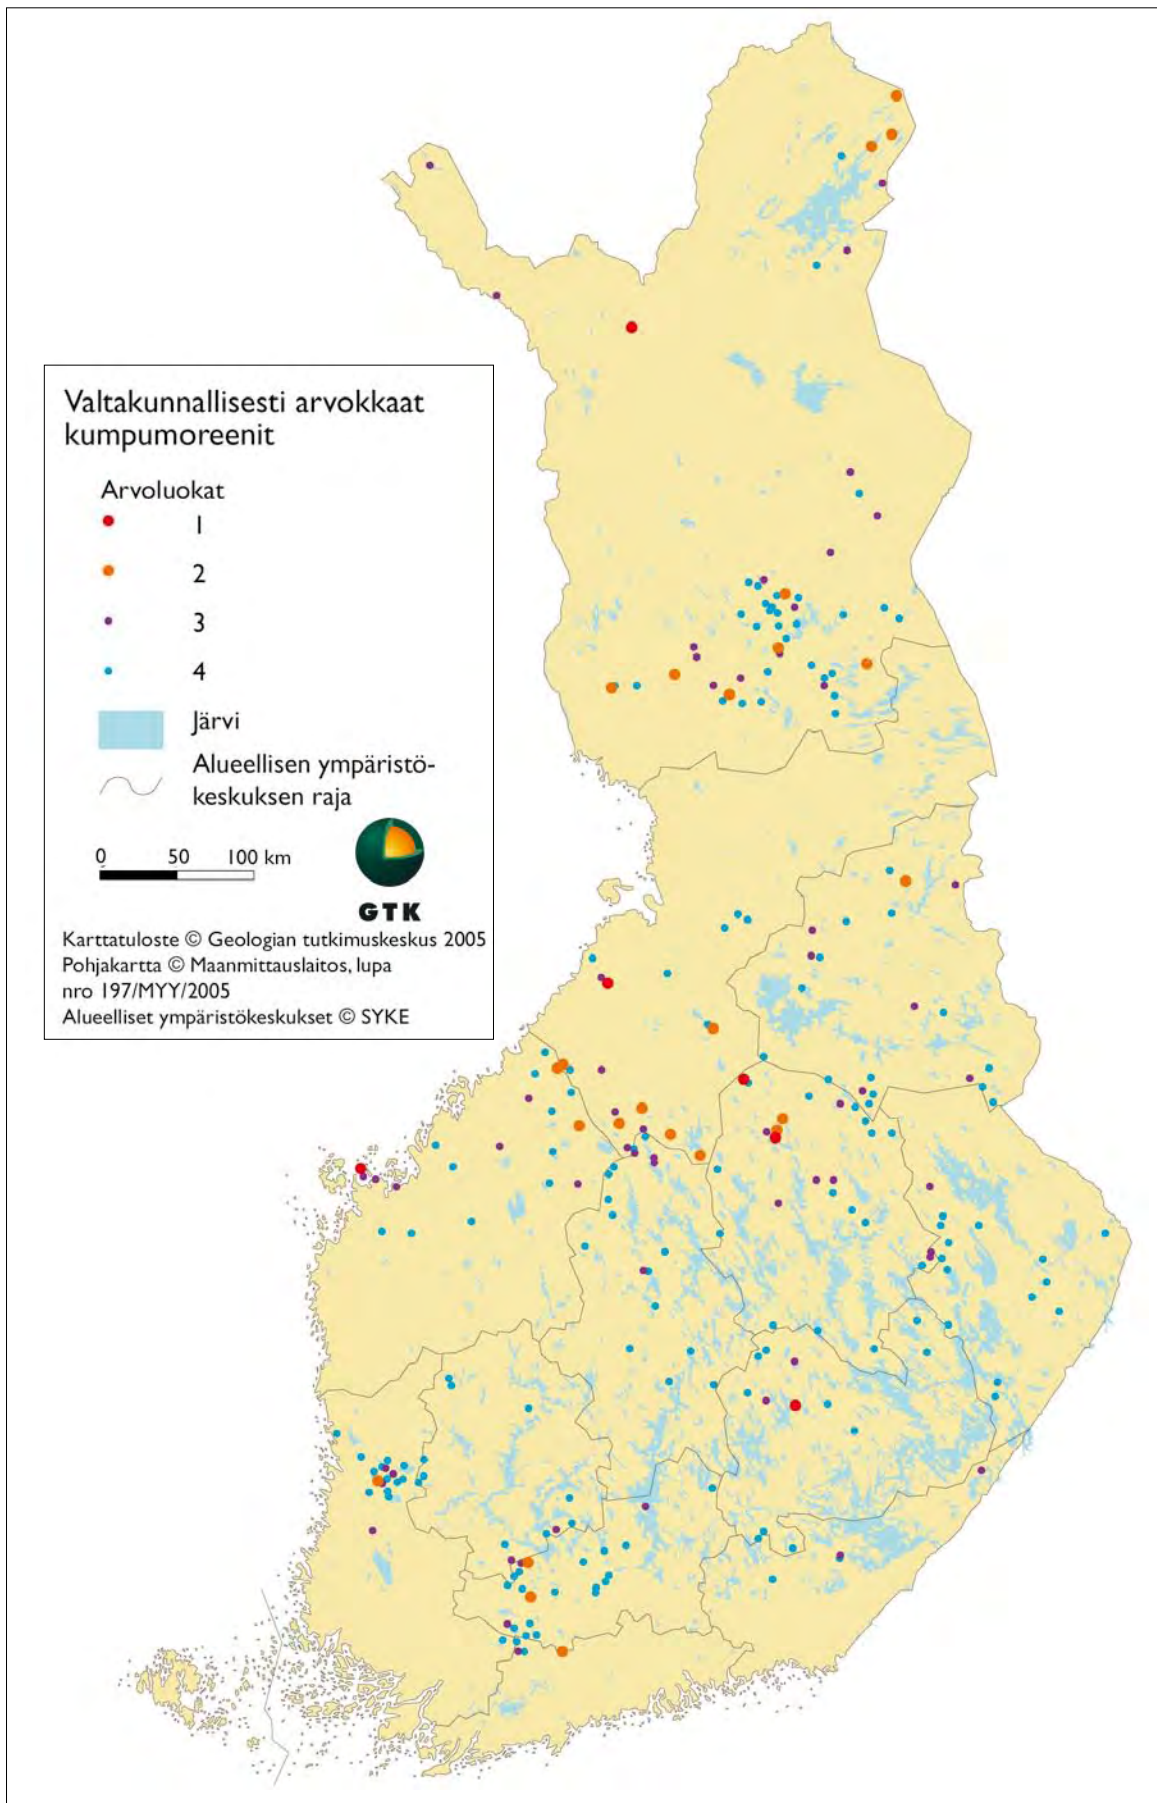 Valtakunnallisesti arvokkaat
kumpumoreenit
Arvoluokat
1
2
3
4
Järvi
Alueellisen ympäristö-
keskuksen raja
0 50 100 km
GTK
Karttatuloste © Geologian tutkimuskeskus 2005
Pohjakartta © Maanmittauslaitos, lupa
nro 197/MYY/2005
Alueelliset ympäristökeskukset © SYKE